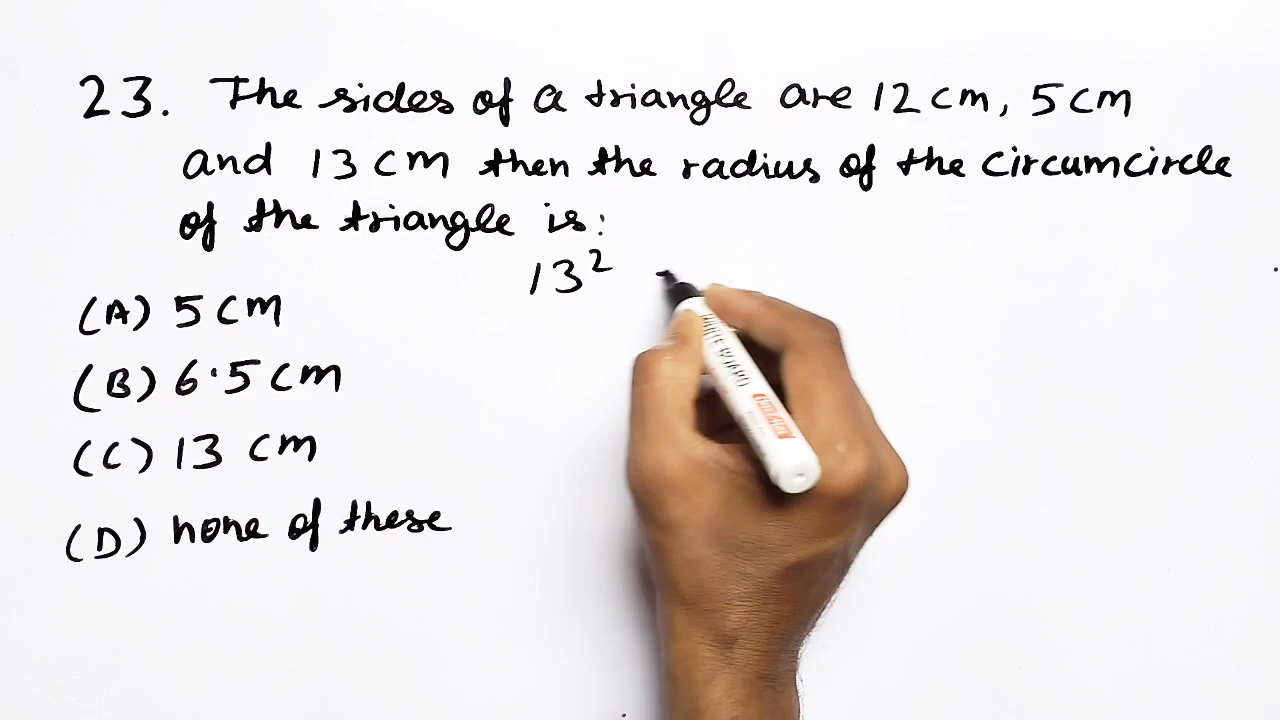 23. The sides of a triangle are 12 cm, 5 cm
and 13 cm then the radius of the circumcircle
of the triangle is:
13²
(A) 5 cm
(B) 6.5 cm
(C) 13 cm
(D) none of these